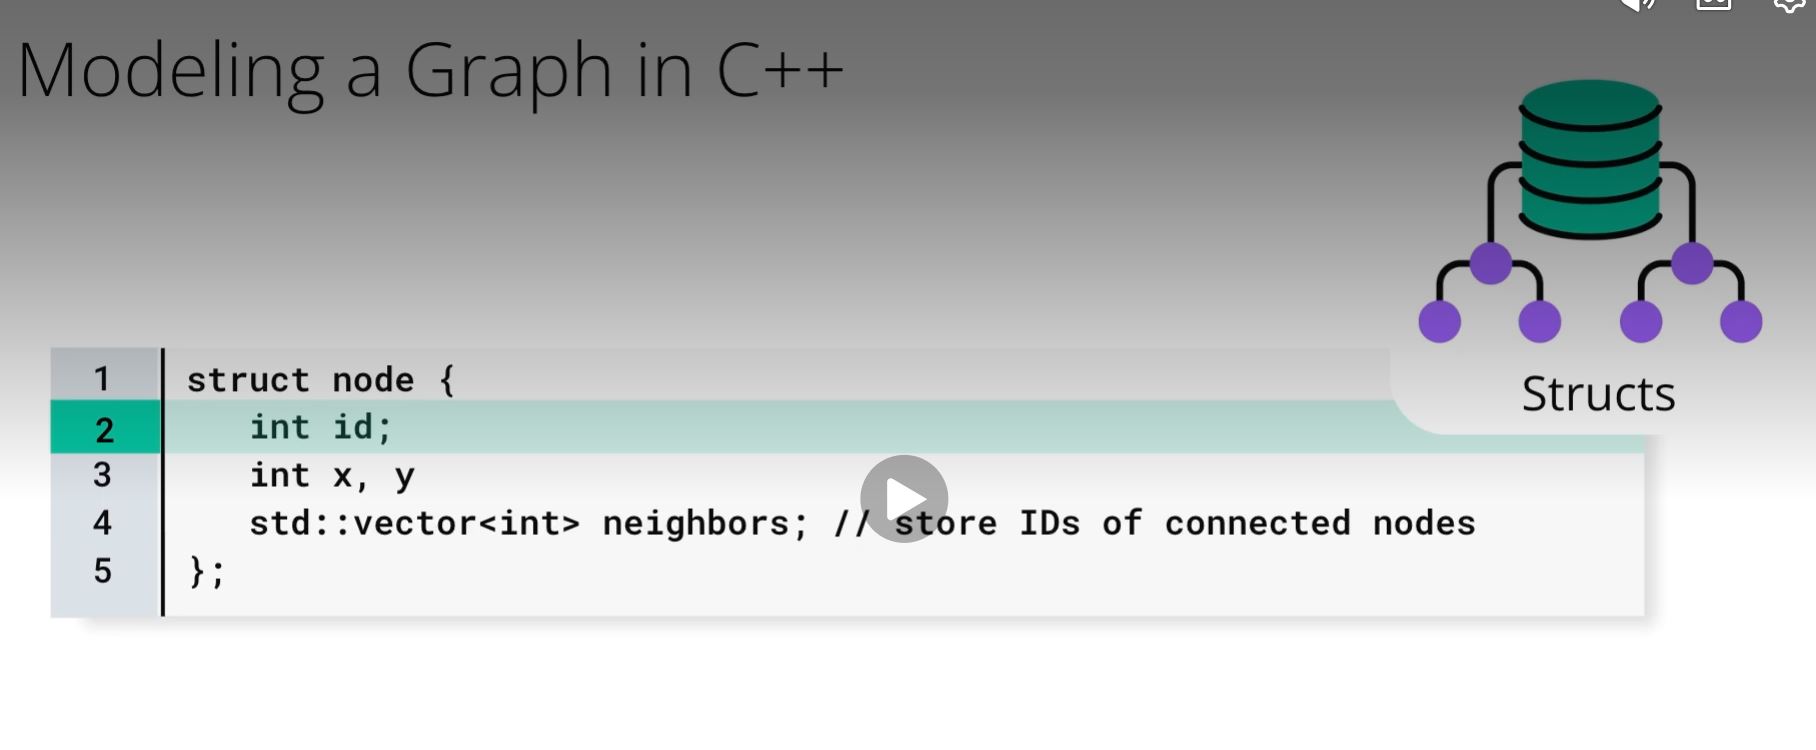 Modeling a Graph in C++
Structs
1 struct node {
2 int id;
3 int x, y
4 std::vector<int> neighbors; // store IDs of connected nodes
5 };